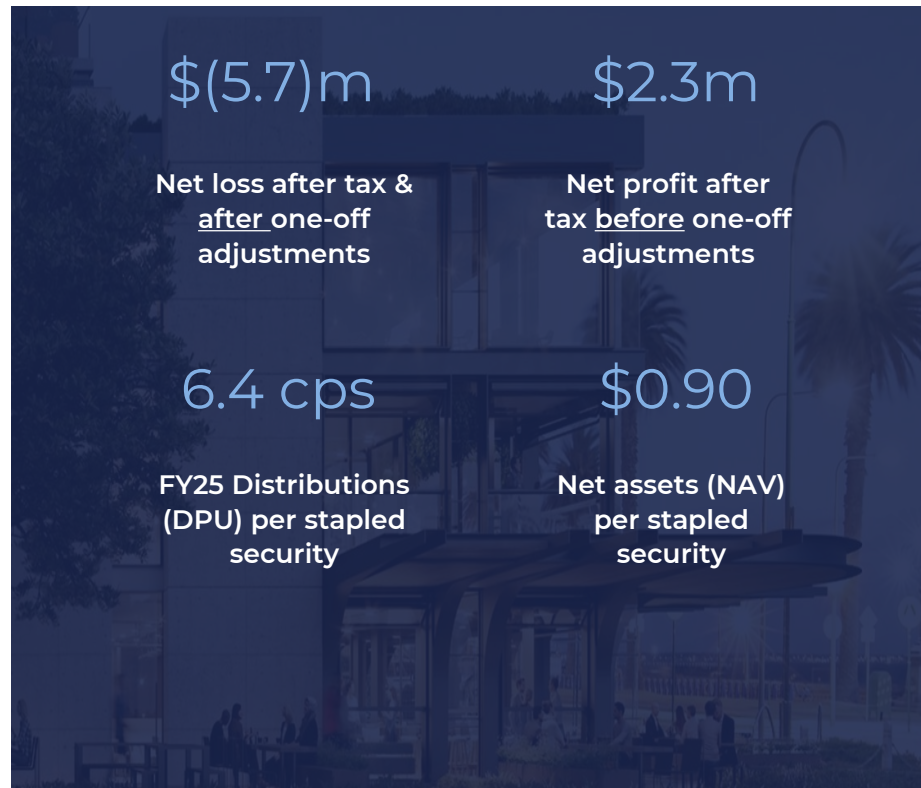 $(5.7)m
Net loss after tax &
after one-off
adjustments
$2.3m
Net profit after
tax before one-off
adjustments
6.4 cps
FY25 Distributions
(DPU) per stapled
security
$0.90
Net assets (NAV)
per stapled
security